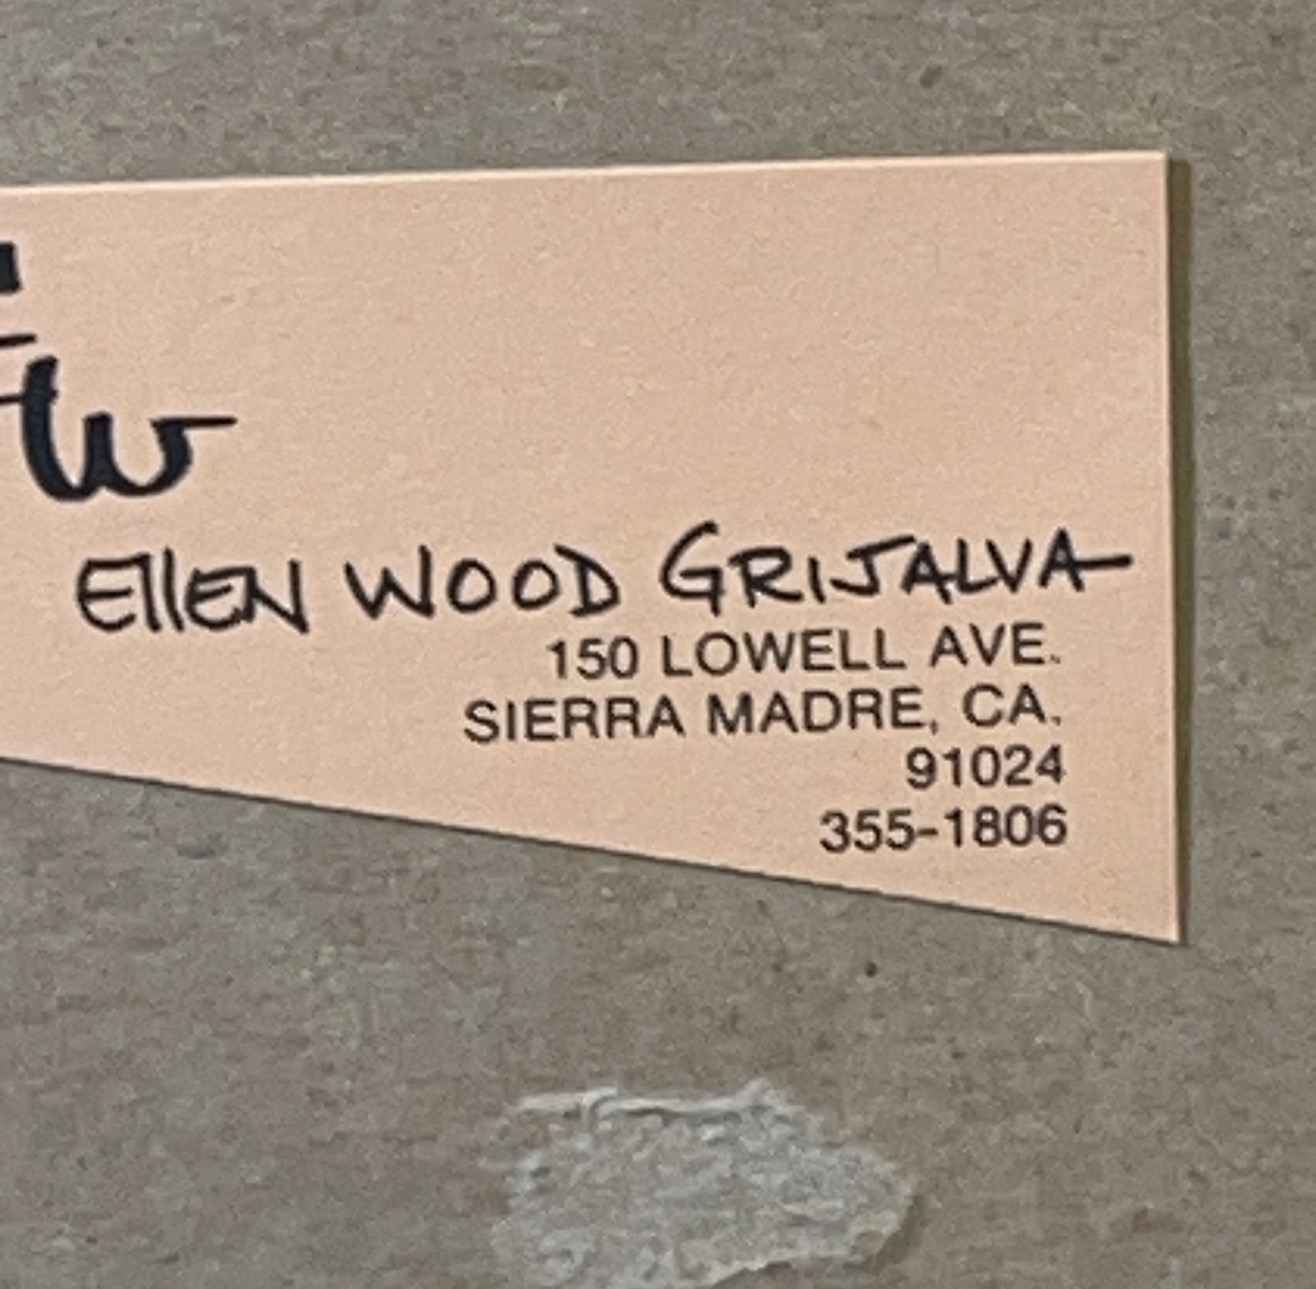 EllEN WOOD GRIJALVA
150 LOWELL AVE.
SIERRA MADRE, CA.
91024
355-1806